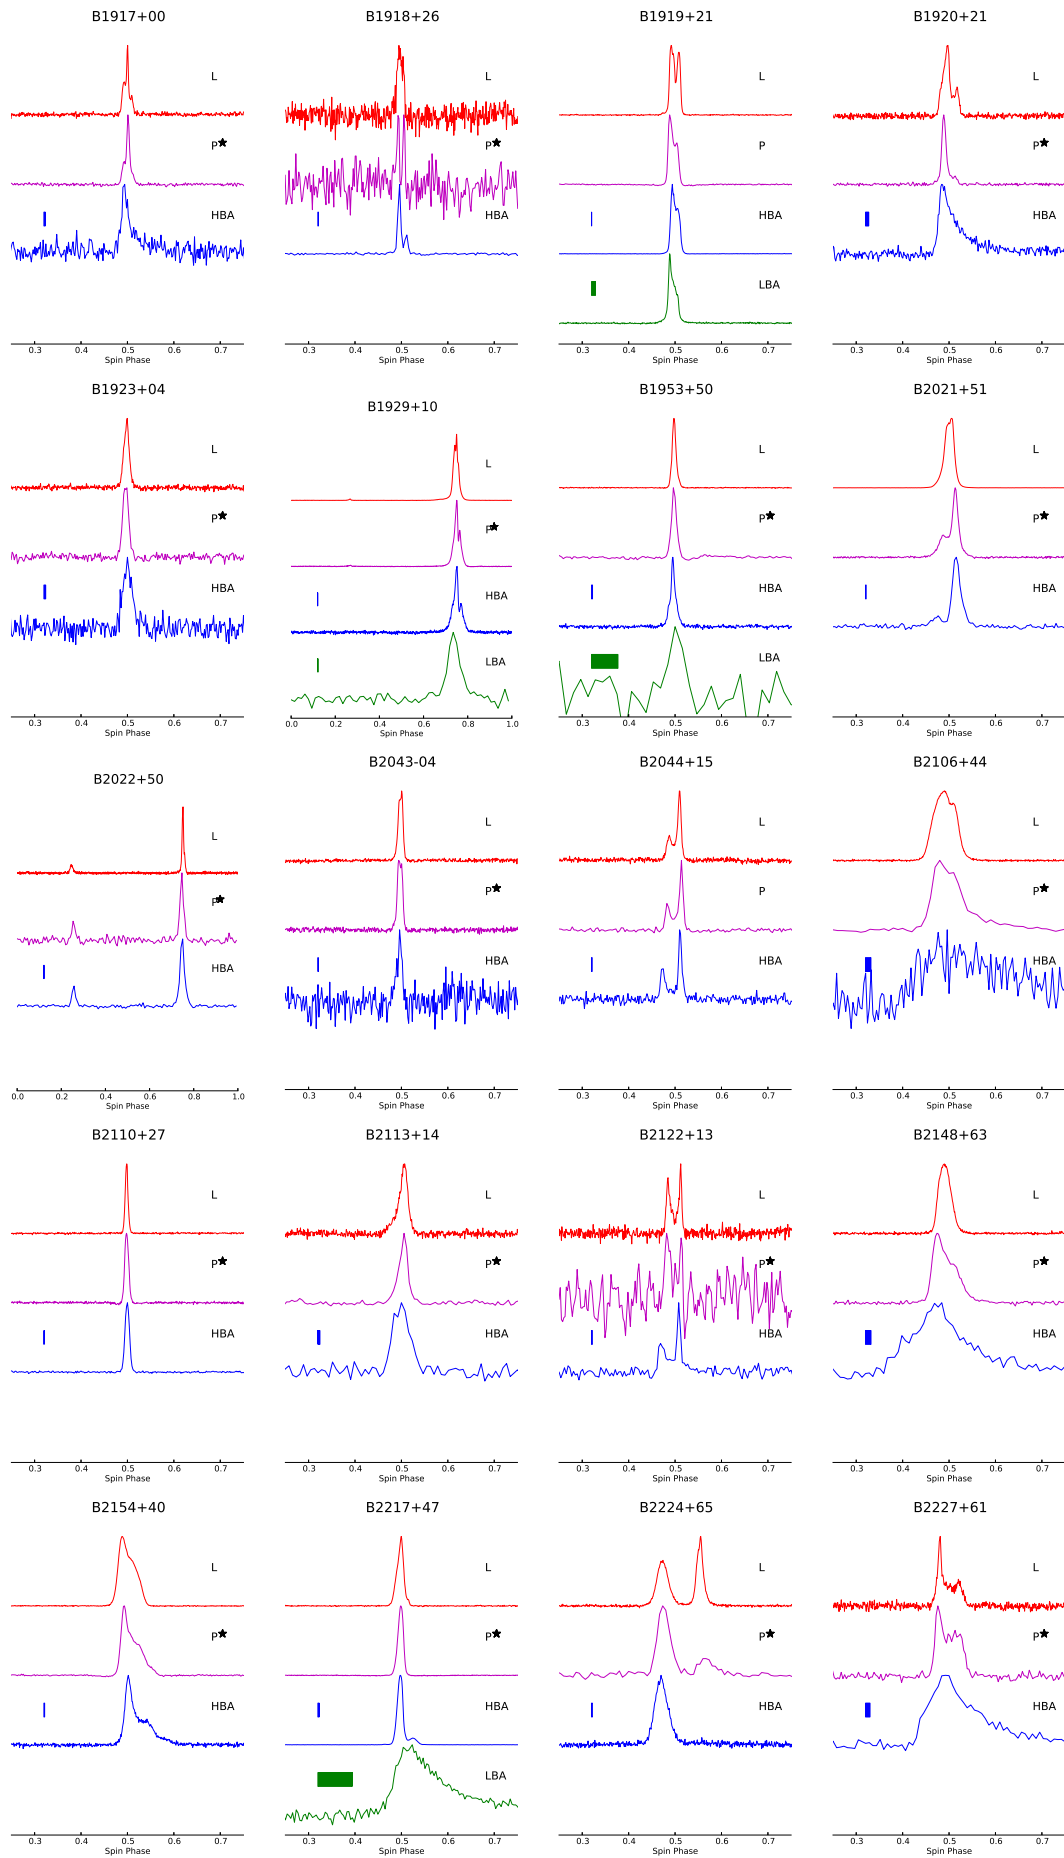 B1917+00 B1918+26 B1919+21 B1920+21
L L L L
P★ P★ P P★
HBA HBA HBA HBA
LBA
0.3 0.4 0.5 0.6 0.7 0.3 0.4 0.5 0.6 0.7 0.3 0.4 0.5 0.6 0.7 0.3 0.4 0.5 0.6 0.7
Spin Phase Spin Phase Spin Phase Spin Phase
B1923+04 B1929+10 B1953+50 B2021+51
L L L L
P★ P★ P★ P★
HBA HBA HBA HBA
LBA LBA
0.3 0.4 0.5 0.6 0.7 0.0 0.2 0.4 0.6 0.8 1.0 0.3 0.4 0.5 0.6 0.7 0.3 0.4 0.5 0.6 0.7
Spin Phase Spin Phase Spin Phase Spin Phase
B2022+50 B2043-04 B2044+15 B2106+44
L L L L
P★ P★ P P★
HBA HBA HBA HBA
0.0 0.2 0.4 0.6 0.8 1.0 0.3 0.4 0.5 0.6 0.7 0.3 0.4 0.5 0.6 0.7 0.3 0.4 0.5 0.6 0.7
Spin Phase Spin Phase Spin Phase Spin Phase
B2110+27 B2113+14 B2122+13 B2148+63
L L L L
P★ P★ P★ P★
HBA HBA HBA HBA
0.3 0.4 0.5 0.6 0.7 0.3 0.4 0.5 0.6 0.7 0.3 0.4 0.5 0.6 0.7 0.3 0.4 0.5 0.6 0.7
Spin Phase Spin Phase Spin Phase Spin Phase
B2154+40 B2217+47 B2224+65 B2227+61
L L L L
P★ P★ P★ P★
HBA HBA HBA HBA
LBA
0.3 0.4 0.5 0.6 0.7 0.3 0.4 0.5 0.6 0.7 0.3 0.4 0.5 0.6 0.7 0.3 0.4 0.5 0.6 0.7
Spin Phase Spin Phase Spin Phase Spin Phase